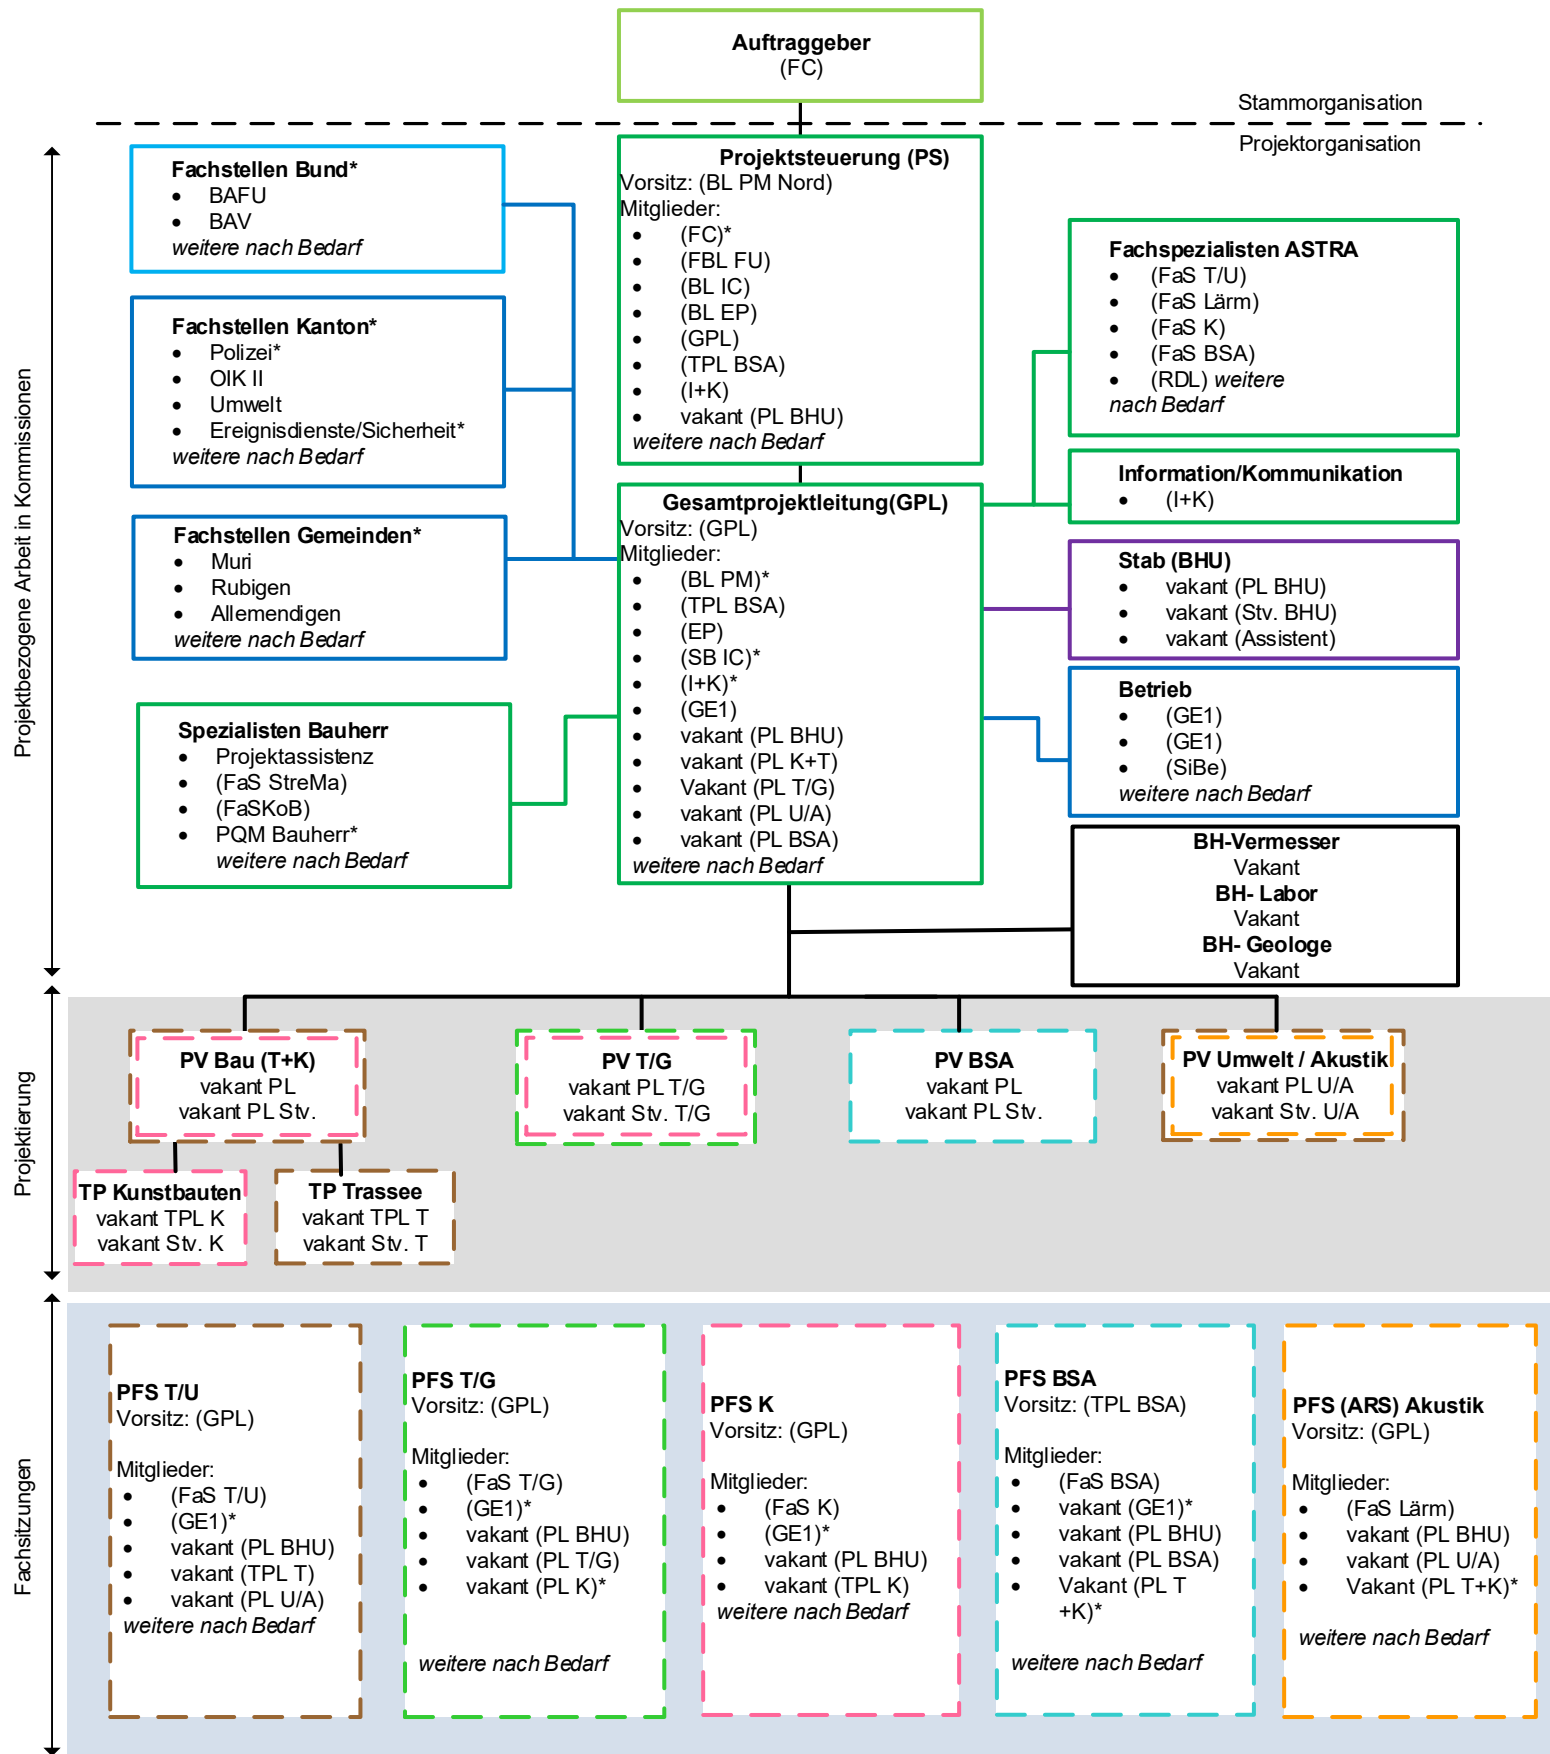 Auftraggeber
(FC)
Stammorganisation
Projektorganisation
Projektbezogene Arbeit in Kommissionen
Fachstellen Bund*
• BAFU
• BAV
weitere nach Bedarf
Fachstellen Kanton*
• Polizei*
• OIK II
• Umwelt
• Ereignisdienste/Sicherheit*
weitere nach Bedarf
Fachstellen Gemeinden*
• Muri
• Rubigen
• Allemendigen
weitere nach Bedarf
Spezialisten Bauherr
• Projektassistenz
• (FaS StreMa)
• (FaSKoB)
• PQM Bauherr*
weitere nach Bedarf
Projektsteuerung (PS)
Vorsitz: (BL PM Nord)
Mitglieder:
• (FC)*
• (FBL FU)
• (BL IC)
• (BL EP)
• (GPL)
• (TPL BSA)
• (I+K)
• vakant (PL BHU)
weitere nach Bedarf
Gesamtprojektleitung(GPL)
Vorsitz: (GPL)
Mitglieder:
• (BL PM)*
• (TPL BSA)
• (EP)
• (SB IC)*
• (I+K)*
• (GE1)
• vakant (PL BHU)
• vakant (PL K+T)
• Vakant (PL T/G)
• vakant (PL U/A)
• vakant (PL BSA)
weitere nach Bedarf
Fachspezialisten ASTRA
• (FaS T/U)
• (FaS Lärm)
• (FaS K)
• (FaS BSA)
• (RDL) weitere
nach Bedarf
Information/Kommunikation
• (I+K)
Stab (BHU)
• vakant (PL BHU)
• vakant (Stv. BHU)
• vakant (Assistent)
Betrieb
• (GE1)
• (GE1)
• (SiBe)
weitere nach Bedarf
BH-Vermesser
Vakant
BH- Labor
Vakant
BH- Geologe
Vakant
Projektierung
PV Bau (T+K)
vakant PL
vakant PL Stv.
PV T/G
vakant PL T/G
vakant Stv. T/G
PV BSA
vakant PL
vakant PL Stv.
PV Umwelt / Akustik
vakant PL U/A
vakant Stv. U/A
TP Kunstbauten
vakant TPL K
vakant Stv. K
TP Trassee
vakant TPL T
vakant Stv. T
Fachsitzungen
PFS T/U
Vorsitz: (GPL)
Mitglieder:
• (FaS T/U)
• (GE1)*
• vakant (PL BHU)
• vakant (TPL T)
• vakant (PL U/A)
weitere nach Bedarf
PFS T/G
Vorsitz: (GPL)
Mitglieder:
• (FaS T/G)
• (GE1)*
• vakant (PL BHU)
• vakant (PL T/G)
• vakant (PL K)*
weitere nach Bedarf
PFS K
Vorsitz: (GPL)
Mitglieder:
• (FaS K)
• (GE1)*
• vakant (PL BHU)
• vakant (TPL K)
weitere nach Bedarf
PFS BSA
Vorsitz: (TPL BSA)
Mitglieder:
• (FaS BSA)
• vakant (GE1)*
• vakant (PL BHU)
• vakant (PL BSA)
• Vakant (PL T
+K)*
weitere nach Bedarf
PFS (ARS) Akustik
Vorsitz: (GPL)
Mitglieder:
• (FaS Lärm)
• vakant (PL BHU)
• vakant (PL U/A)
• Vakant (PL T+K)*
weitere nach Bedarf